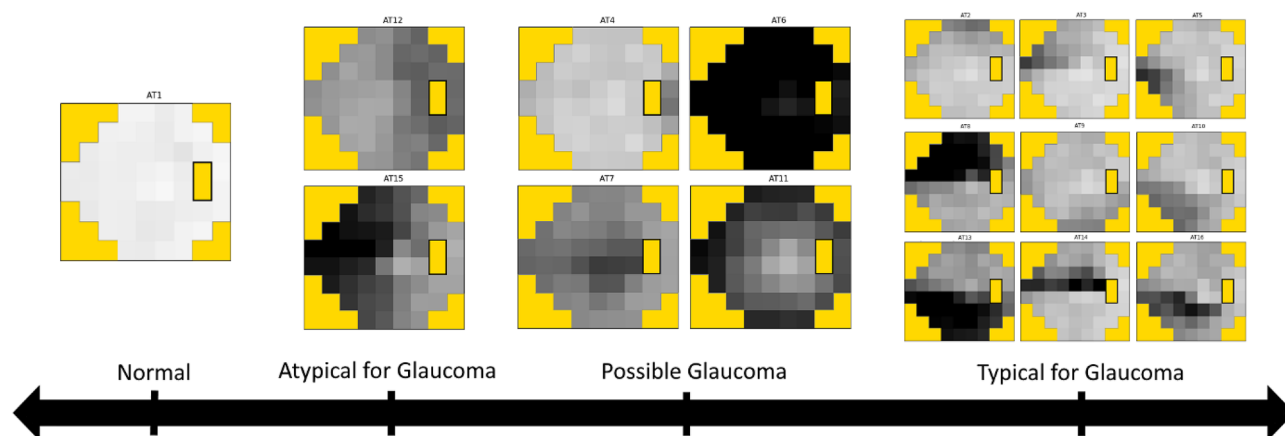 AT1
AT12
AT15
AT4
AT6
AT7
AT11
AT2
AT3
AT5
AT8
AT9
AT10
AT13
AT14
AT16
Normal
Atypical for Glaucoma
Possible Glaucoma
Typical for Glaucoma